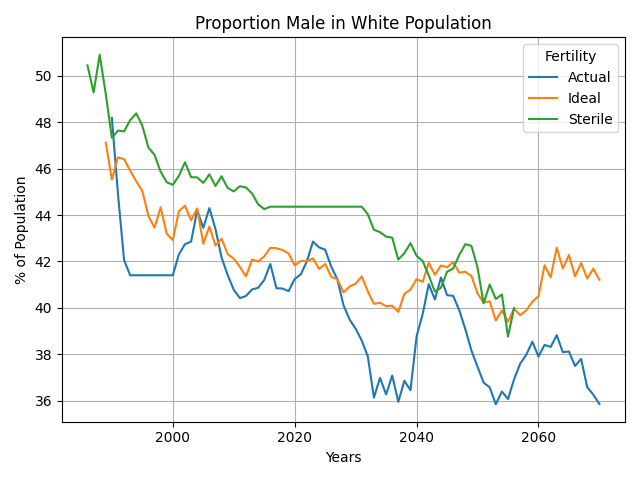 Proportion Male in White Population
Fertility
Actual
Ideal
Sterile
% of Population
50
48
46
44
42
40
38
36
2000
2020
2040
2060
Years